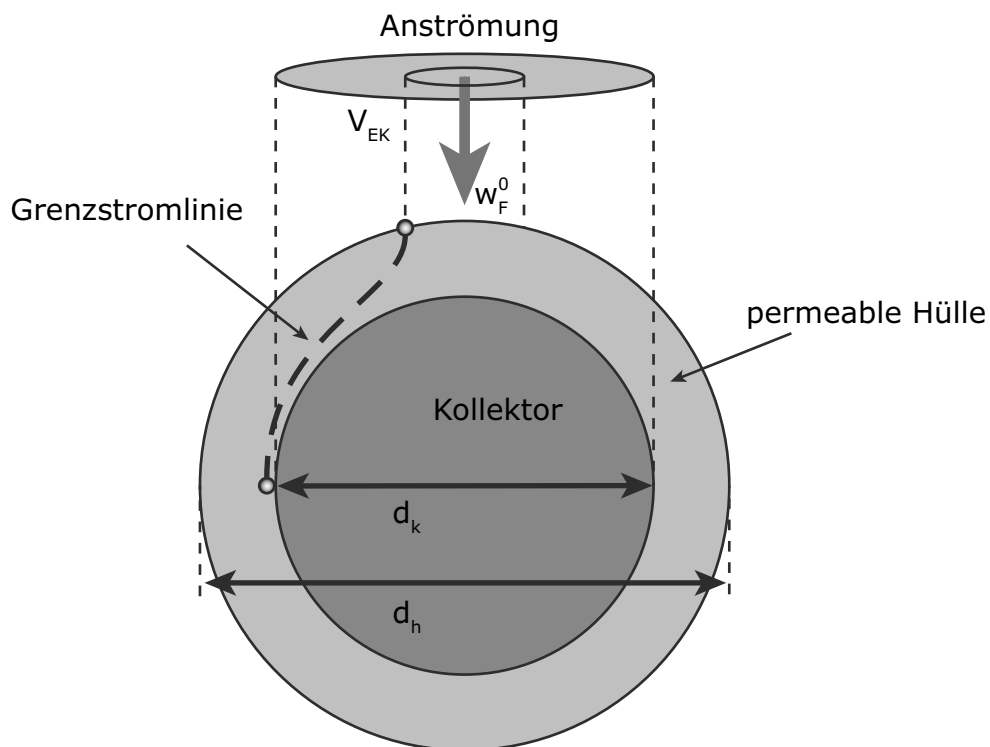 Anströmung
V_EK
w_F^0
Grenzstromlinie
permeable Hülle
Kollektor
d_k
d_h